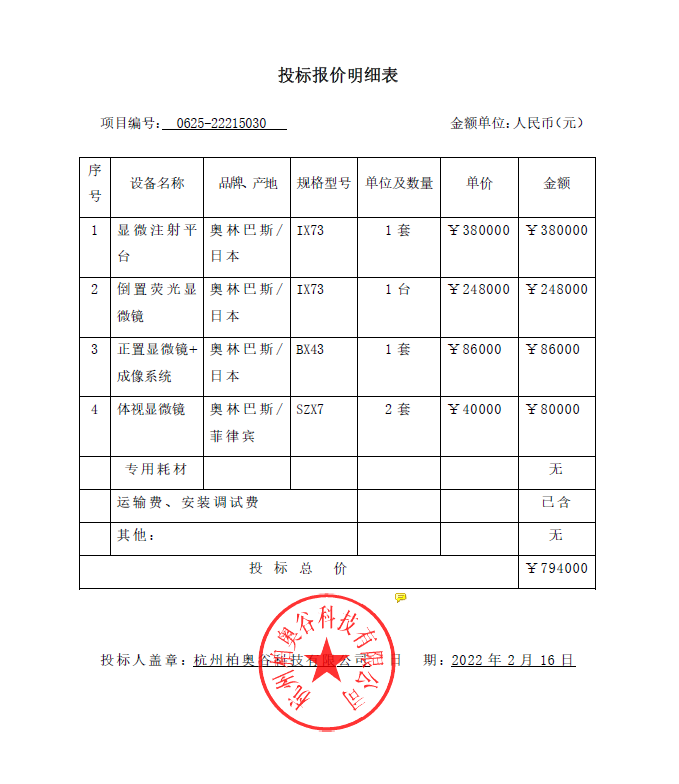 投标报价明细表
项目编号： 0625-22215030 金额单位：人民币（元）
序号 设备名称 品牌、产地 规格型号 单位及数量 单价 金额
1 显微注射平台 奥林巴斯/日本 IX73 1 套 ￥380000 ￥380000
2 倒置荧光显微镜 奥林巴斯/日本 IX73 1 台 ￥248000 ￥248000
3 正置显微镜+成像系统 奥林巴斯/日本 BX43 1 套 ￥86000 ￥86000
4 体视显微镜 奥林巴斯/菲律宾 SZX7 2 套 ￥40000 ￥80000
专用耗材 无
运输费、安装调试费 已含
其他： 无
投 标 总 价 ￥794000
投标人盖章：杭州柏奥谷科技有限公司 日 期：2022 年 2 月 16 日
杭州柏奥谷科技有限公司